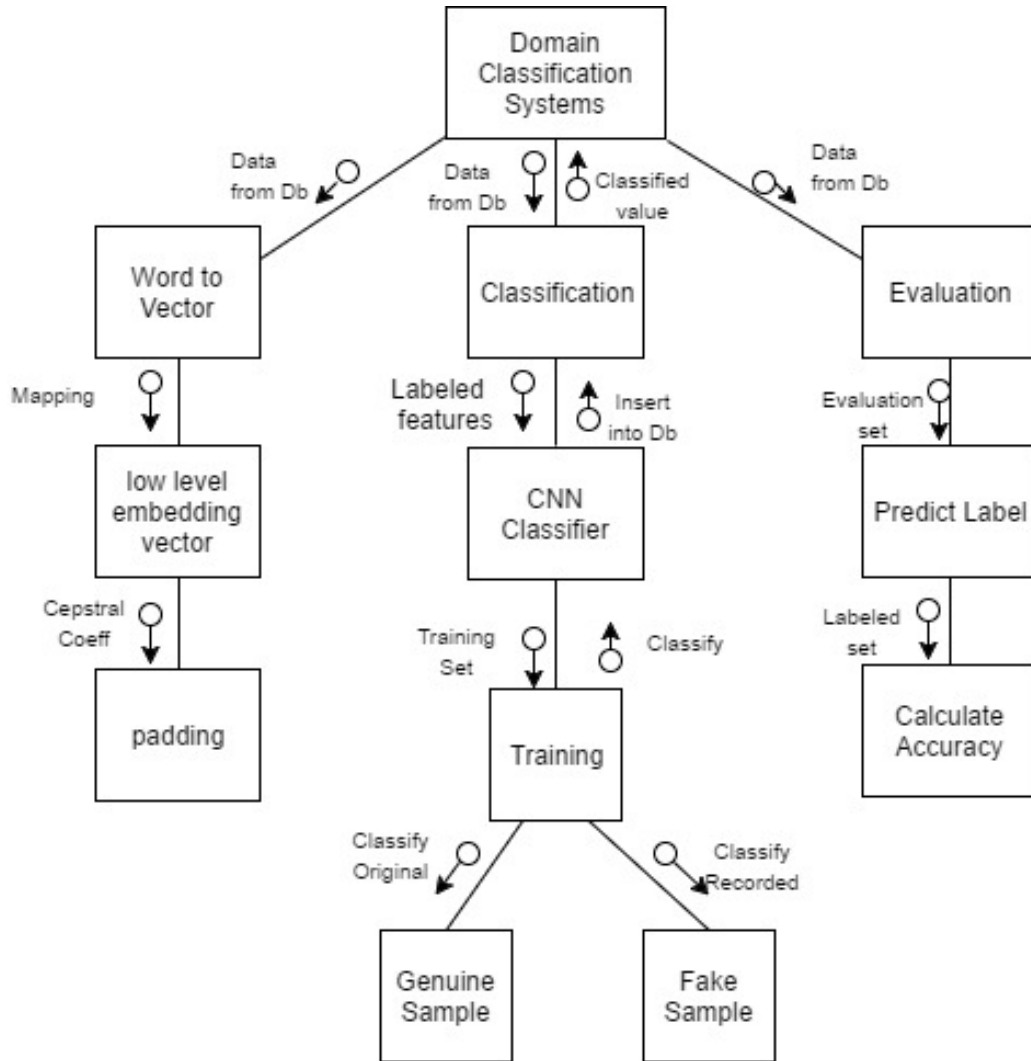 Domain
Classification
Systems
Data
from Db
Data
from Db
Classified
value
Data
from Db
Word to
Vector
Classification
Evaluation
Mapping
Labeled
features
Insert
into Db
Evaluation
set
low level
embedding
vector
CNN
Classifier
Predict Label
Cepstral
Coeff
Training
Set
Classify
Labeled
set
padding
Training
Calculate
Accuracy
Classify
Original
Classify
Recorded
Genuine
Sample
Fake
Sample